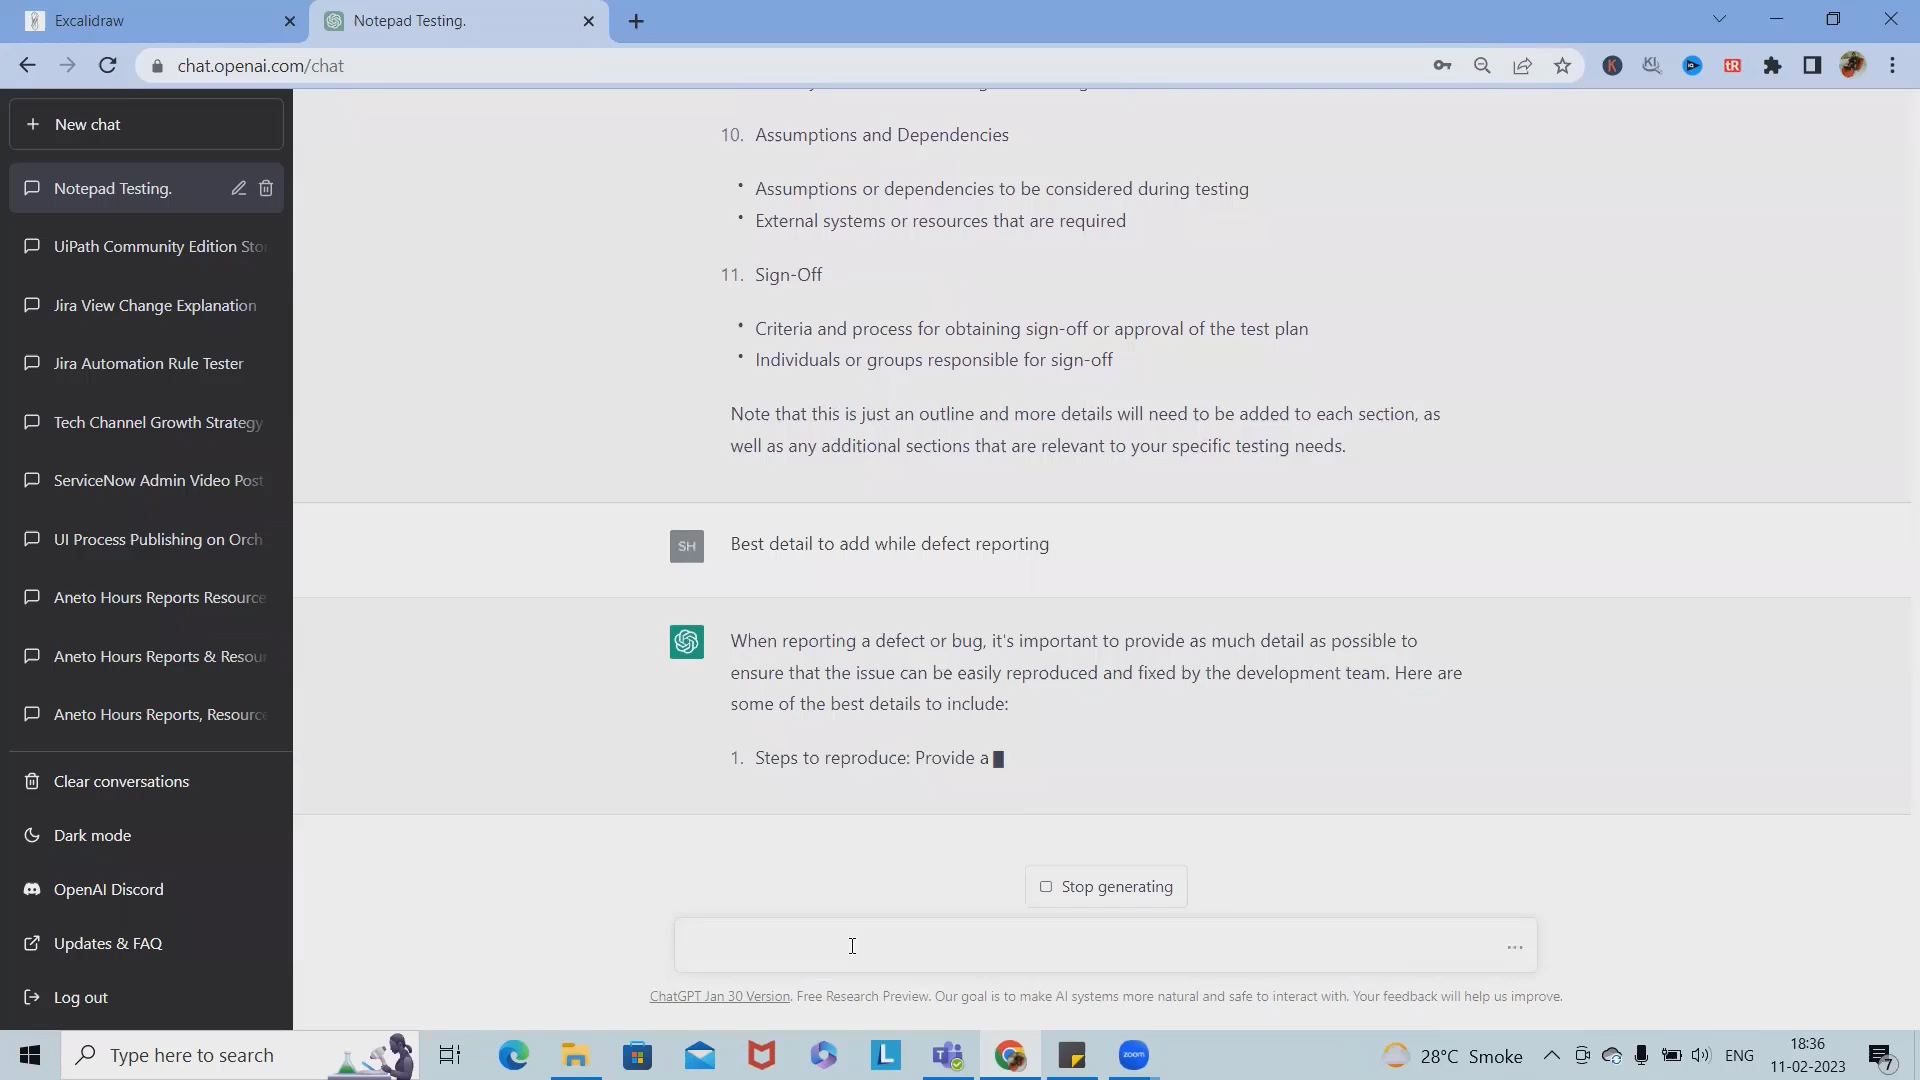 Excalidraw
Notepad Testing.
chat.openai.com/chat
New chat
Notepad Testing.
UiPath Community Edition Sto
Jira View Change Explanation
Jira Automation Rule Tester
Tech Channel Growth Strategy
ServiceNow Admin Video Post
UI Process Publishing on Orch
Aneto Hours Reports Resource
Aneto Hours Reports & Resou
Aneto Hours Reports, Resource
Clear conversations
Dark mode
OpenAI Discord
Updates & FAQ
Log out
10. Assumptions and Dependencies
• Assumptions or dependencies to be considered during testing
• External systems or resources that are required
11. Sign-Off
• Criteria and process for obtaining sign-off or approval of the test plan
• Individuals or groups responsible for sign-off
Note that this is just an outline and more details will need to be added to each section, as
well as any additional sections that are relevant to your specific testing needs.
SH
Best detail to add while defect reporting
When reporting a defect or bug, it's important to provide as much detail as possible to
ensure that the issue can be easily reproduced and fixed by the development team. Here are
some of the best details to include:
1. Steps to reproduce: Provide a
Stop generating
ChatGPT Jan 30 Version. Free Research Preview. Our goal is to make AI systems more natural and safe to interact with. Your feedback will help us improve.
Type here to search
zoom
28°C Smoke
ENG
18:36
11-02-2023
7